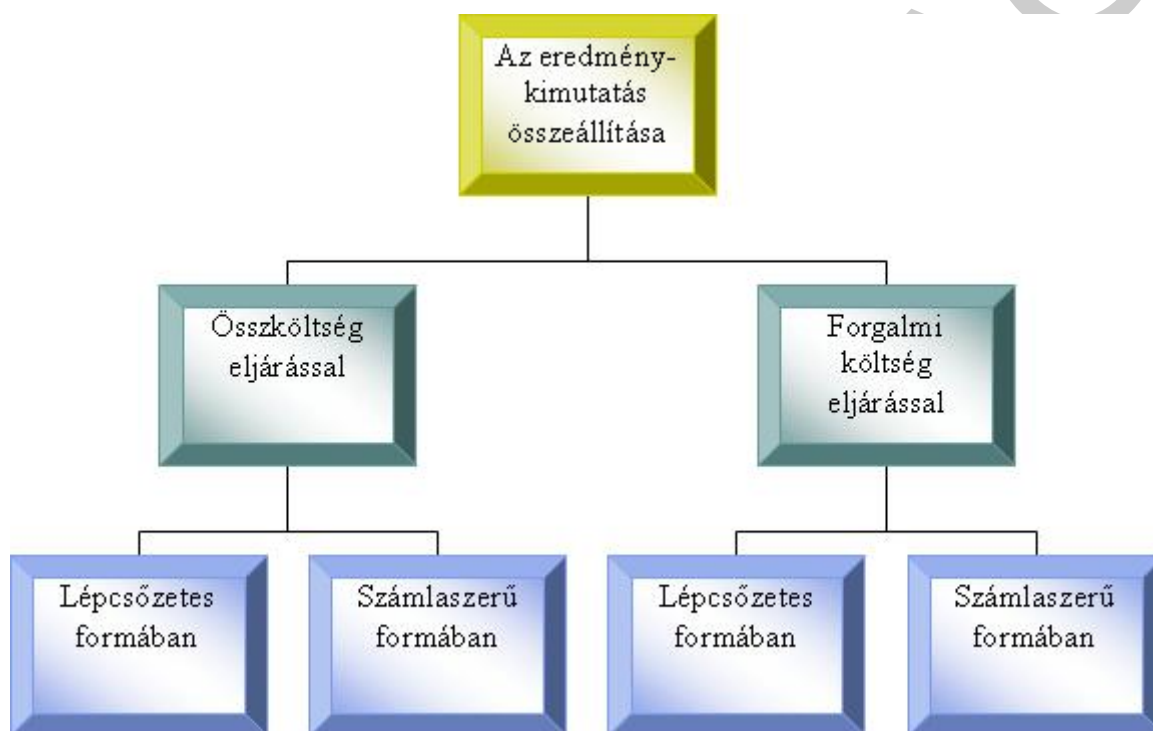 Az eredmény-
kimutatás
összeállítása
Összköltség
eljárással
Forgalmi
költség
eljárással
Lépcsőzetes
formában
Számlaszerű
formában
Lépcsőzetes
formában
Számlaszerű
formában